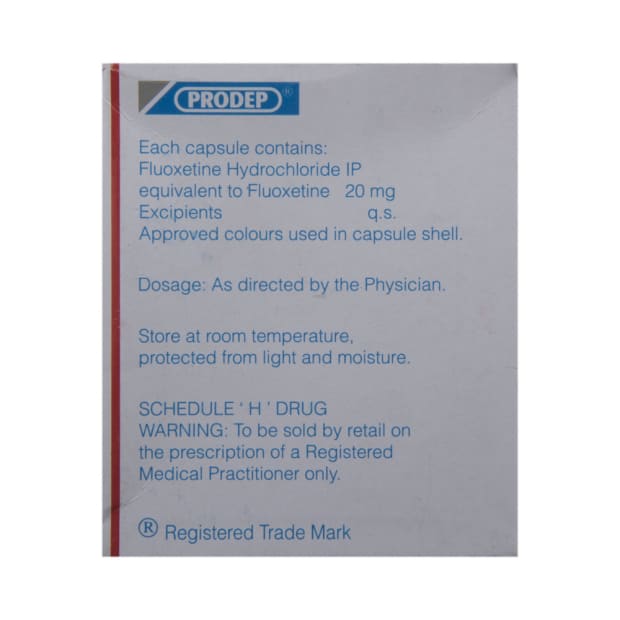 PRODEP ®
Each capsule contains:
Fluoxetine Hydrochloride IP
equivalent to Fluoxetine 20 mg
Excipients q.s.
Approved colours used in capsule shell.
Dosage: As directed by the Physician.
Store at room temperature,
protected from light and moisture.
SCHEDULE ' H ' DRUG
WARNING: To be sold by retail on
the prescription of a Registered
Medical Practitioner only.
® Registered Trade Mark